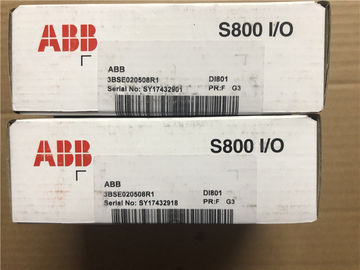 ABB S800 I/O
ABB
3BSE020508R1 DI801
Serial No: SY17432901 PR:F G3
ABB S800 I/O
ABB
3BSE020508R1 DI801
Serial No: SY17432918 PR:F G3